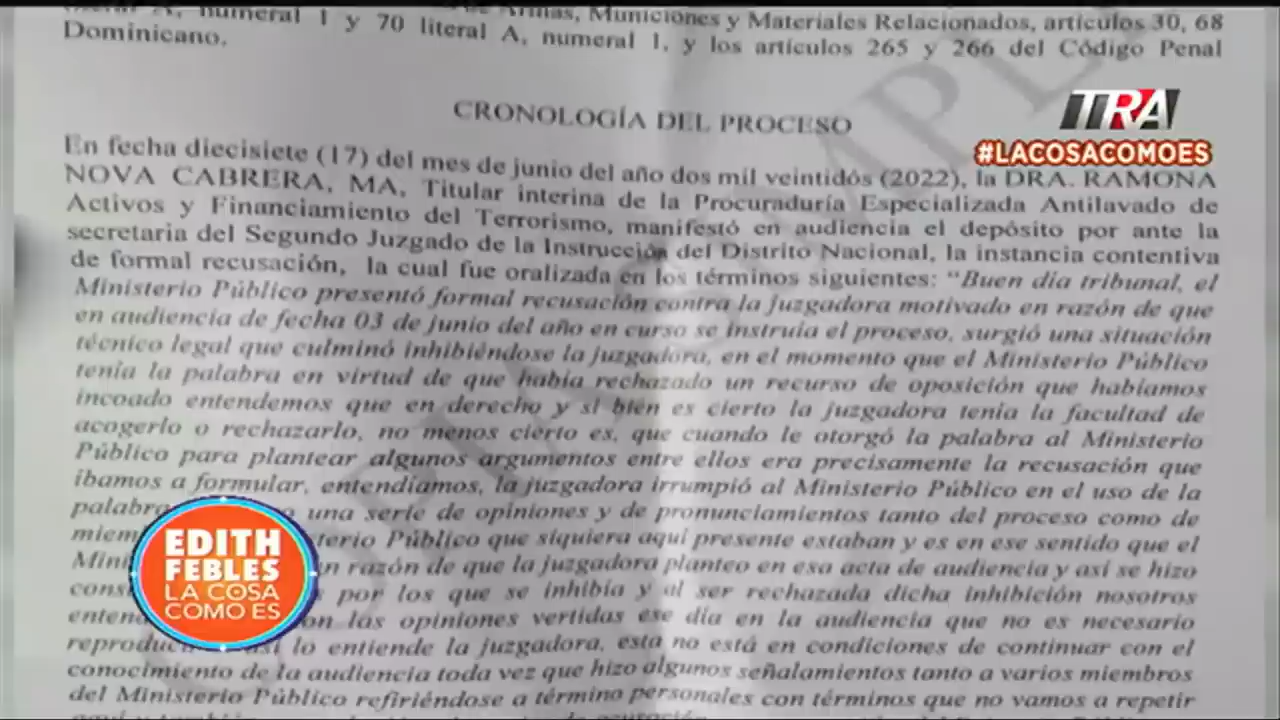 numeral 1 y 70 literal A, numeral 1, y los artículos 265 y 266 del Código Penal
Armas, Municiones y Materiales Relacionados, artículos 30, 68
Dominicano.
CRONOLOGÍA DEL PROCESO
En fecha diecisiete (17) del mes de junio del año dos mil veintidós (2022), la DRA. RAMONA
NOVA CABRERA, MA, Titular interina de la Procuraduría Especializada Antilavado de
Activos y Financiamiento del Terrorismo, manifestó en audiencia el depósito por ante la
secretaria del Segundo Juzgado de la Instrucción del Distrito Nacional, la instancia contentiva
de formal recusación, la cual fue oralizada en los términos siguientes: "Buen día tribunal, el
Ministerio Público presentó formal recusación contra la juzgadora motivado en razón de que
en audiencia de fecha 03 de junio del año en curso se instruía el proceso, surgió una situación
técnico legal que culminó inhibiéndose la juzgadora, en el momento que el Ministerio Público
tenía la palabra en virtud de que había rechazado un recurso de oposición que habíamos
incoado entendemos que en derecho y si bien es cierto la juzgadora tenía la facultad de
acogerlo o rechazarlo, no menos cierto es, que cuando le otorgó la palabra al Ministerio
Público para plantear algunos argumentos entre ellos era precisamente la recusación que
íbamos a formular, entendíamos, la juzgadora irrumpió al Ministerio Público en el uso de la
palabra una serie de opiniones y de pronunciamientos tanto del proceso como de
Público que siquiera aquí presente estaban y es en ese sentido que el
razón de que la juzgadora planteo en esa acta de audiencia y así se hizo
por los que se inhibía y al ser rechazada dicha inhibición nosotros
las opiniones vertidas ese día en la audiencia que no es necesario
lo entiende la juzgadora, esta no está en condiciones de continuar con el
conocimiento de la audiencia toda vez que hizo algunos señalamientos tanto a varios miembros
del Ministerio Público refiriéndose a término personales con términos que no vamos a repetir
TRA
#LACOSACOMOES
EDITH
FEBLES
LA COSA
COMO ES